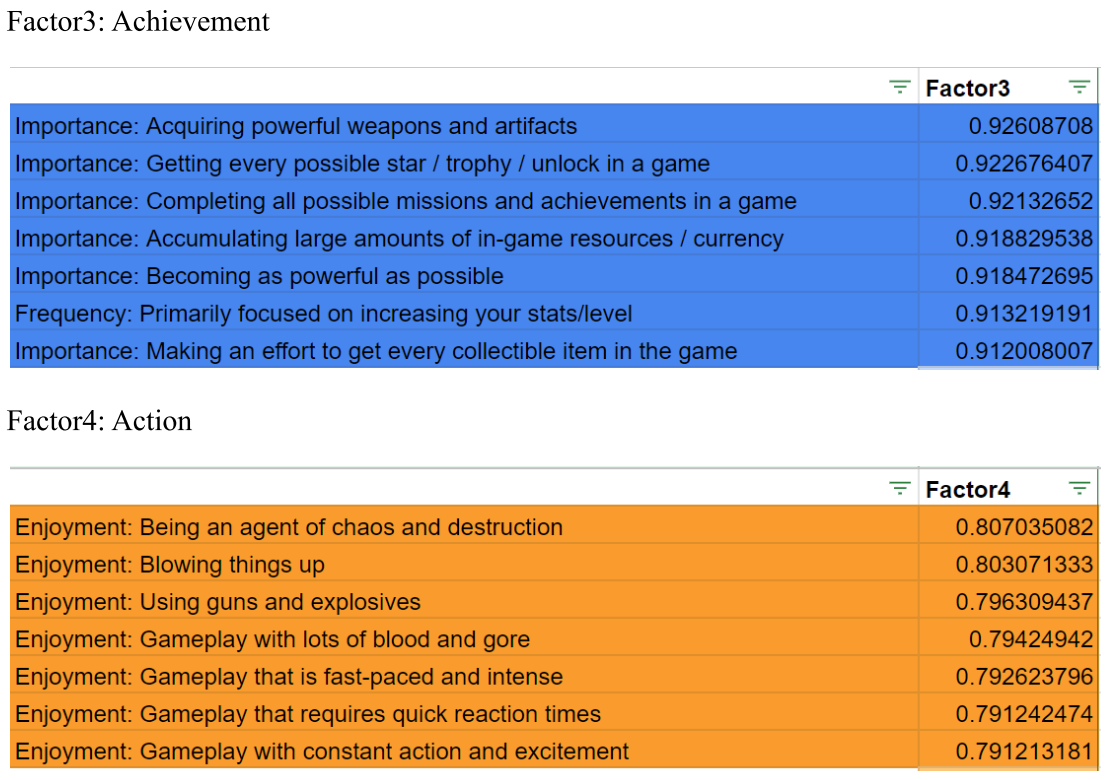 Factor3: Achievement
Factor3
Importance: Acquiring powerful weapons and artifacts 0.92608708
Importance: Getting every possible star / trophy / unlock in a game 0.922676407
Importance: Completing all possible missions and achievements in a game 0.92132652
Importance: Accumulating large amounts of in-game resources / currency 0.918829538
Importance: Becoming as powerful as possible 0.918472695
Frequency: Primarily focused on increasing your stats/level 0.913219191
Importance: Making an effort to get every collectible item in the game 0.912008007
Factor4: Action
Factor4
Enjoyment: Being an agent of chaos and destruction 0.807035082
Enjoyment: Blowing things up 0.803071333
Enjoyment: Using guns and explosives 0.796309437
Enjoyment: Gameplay with lots of blood and gore 0.79424942
Enjoyment: Gameplay that is fast-paced and intense 0.792623796
Enjoyment: Gameplay that requires quick reaction times 0.791242474
Enjoyment: Gameplay with constant action and excitement 0.791213181